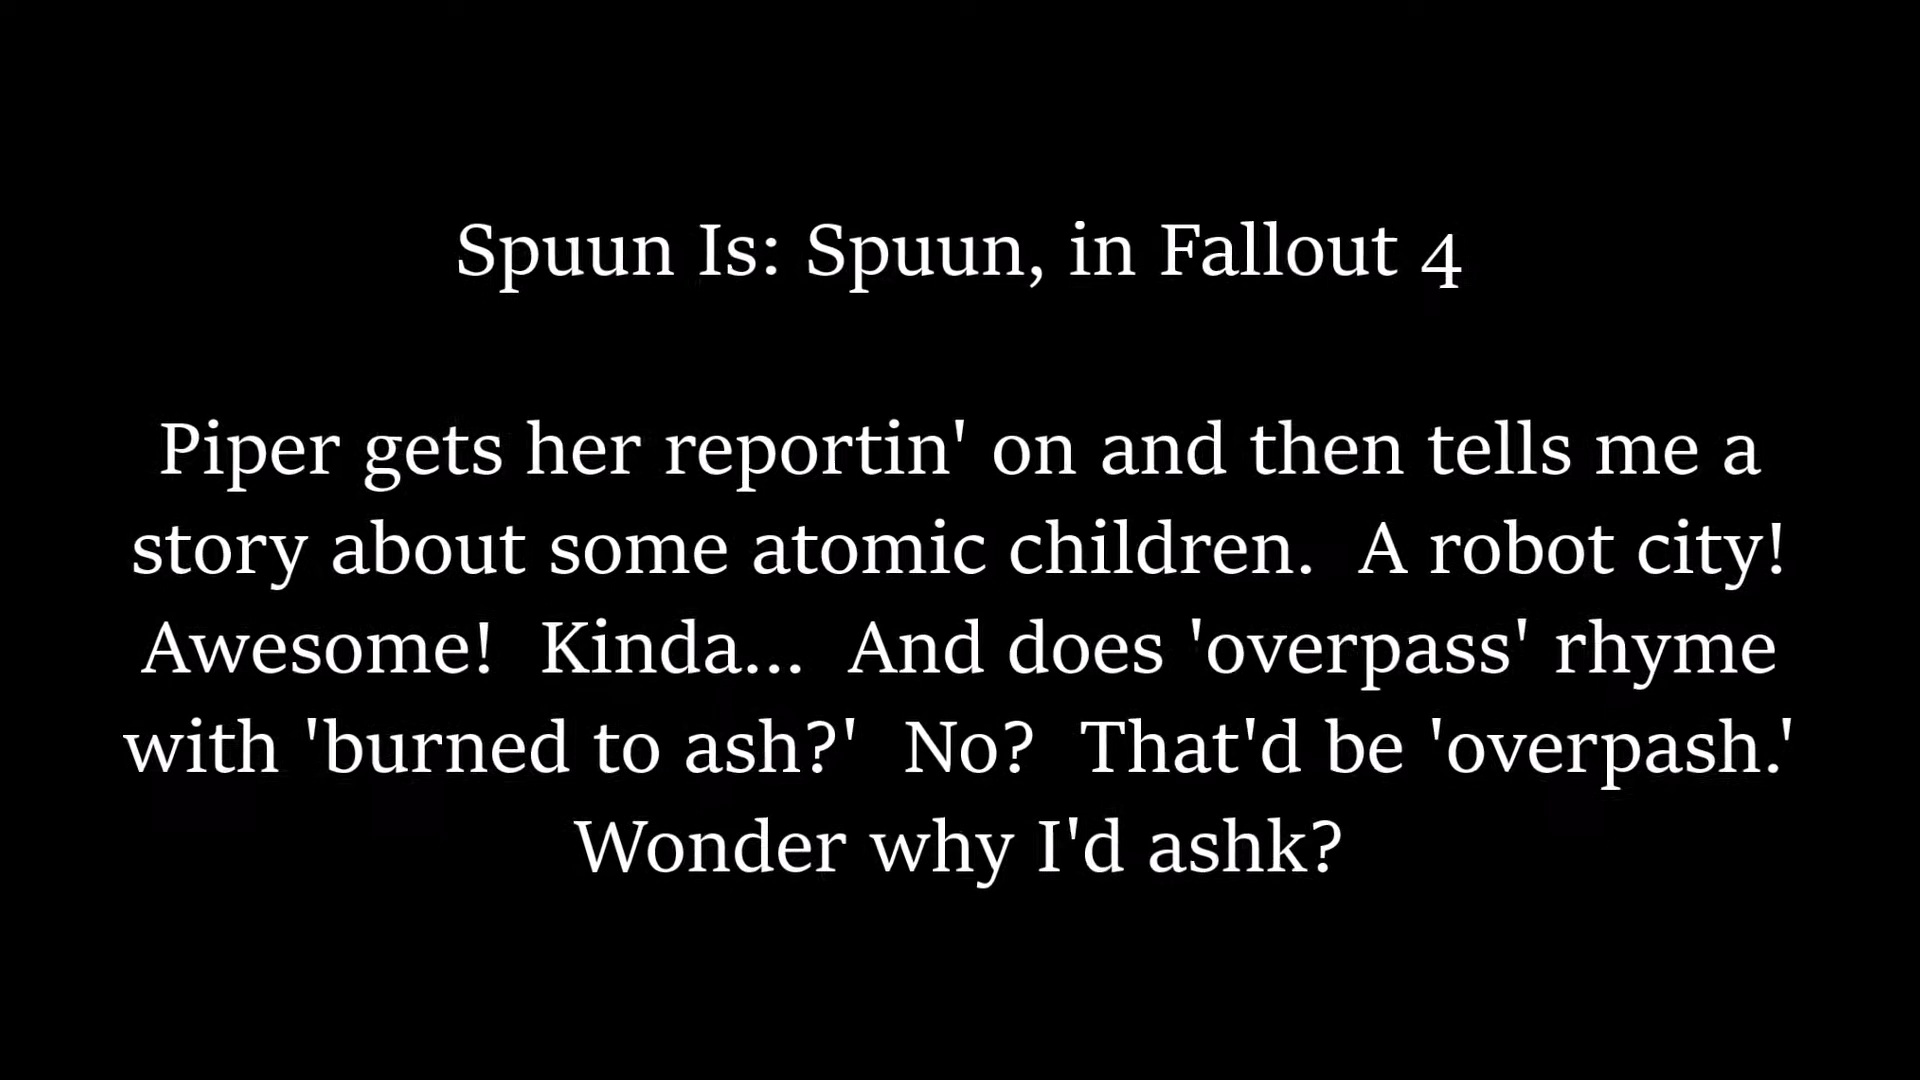 Spuun Is: Spuun, in Fallout 4
Piper gets her reportin' on and then tells me a
story about some atomic children.  A robot city!
Awesome!  Kinda...  And does 'overpass' rhyme
with 'burned to ash?'  No?  That'd be 'overpash.'
Wonder why I'd ashk?